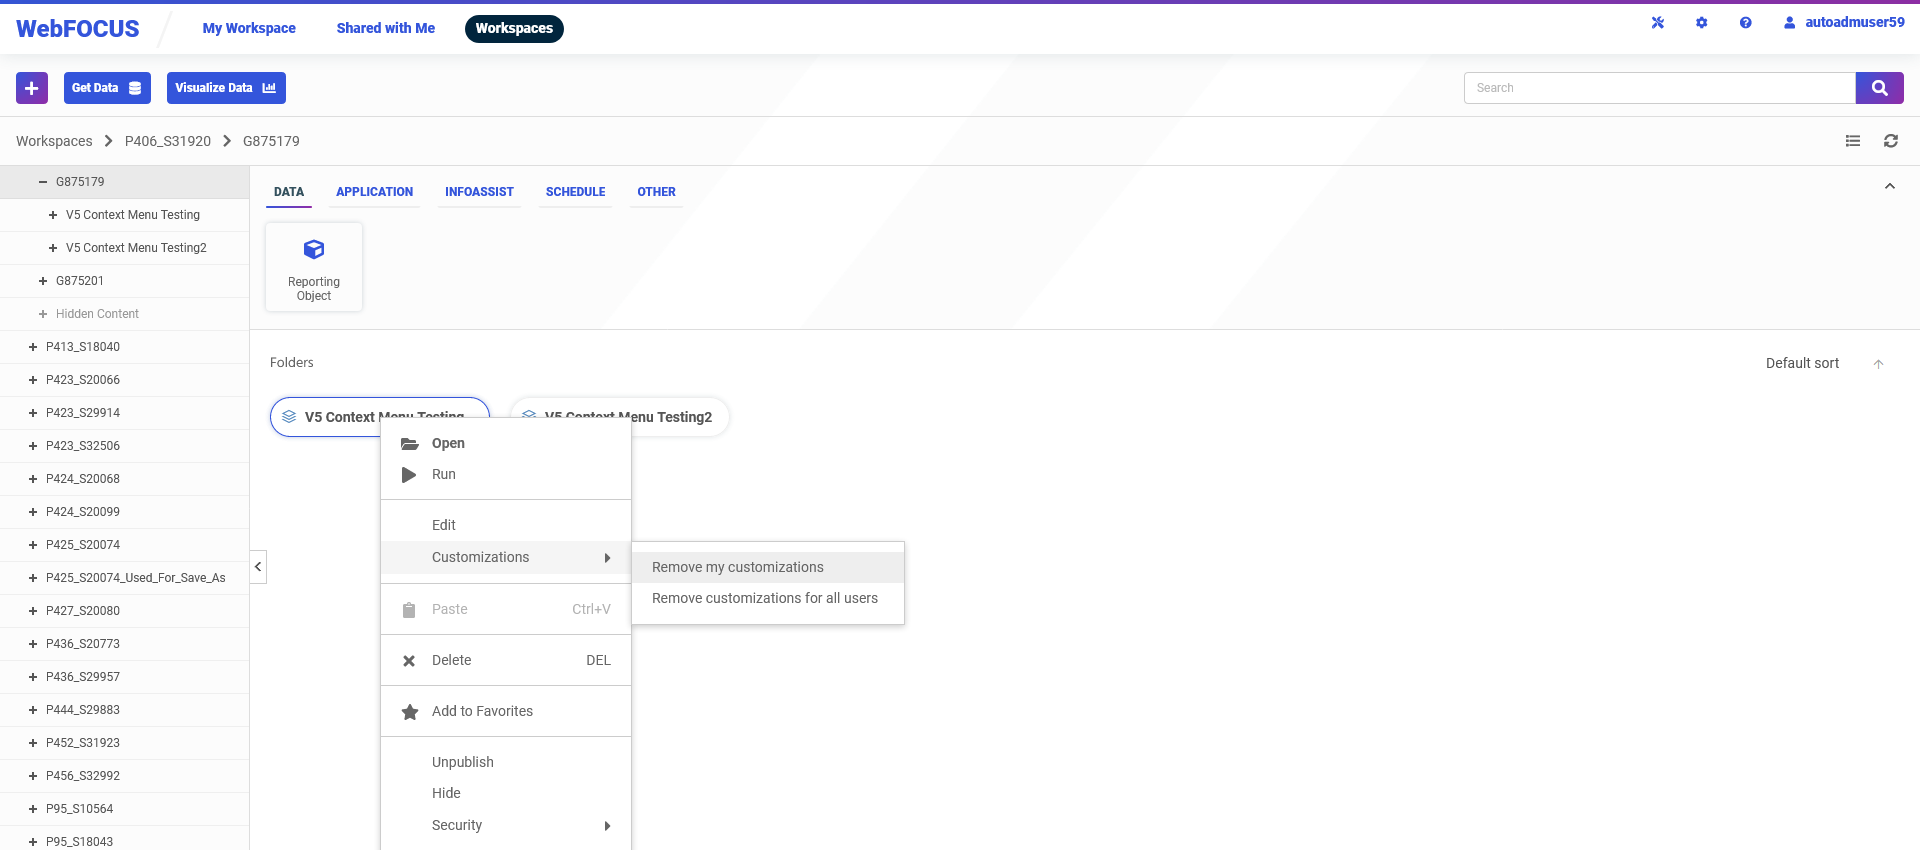 WebFOCUS
My Workspace
Shared with Me
Workspaces
autoadmuser59
Get Data
Visualize Data
Search
Workspaces
P406_S31920
G875179
G875179
V5 Context Menu Testing
V5 Context Menu Testing2
G875201
Hidden Content
P413_S18040
P423_S20066
P423_S29914
P423_S32506
P424_S20068
P424_S20099
P425_S20074
P425_S20074_Used_For_Save_As
P427_S20080
P436_S20773
P436_S29957
P444_S29883
P452_S31923
P456_S32992
P95_S10564
P95_S18043
DATA
APPLICATION
INFOASSIST
SCHEDULE
OTHER
Reporting
Object
Folders
Default sort
V5 Context Menu Testing
V5 Context Menu Testing2
Open
Run
Edit
Customizations
Remove my customizations
Remove customizations for all users
Paste Ctrl+V
Delete DEL
Add to Favorites
Unpublish
Hide
Security